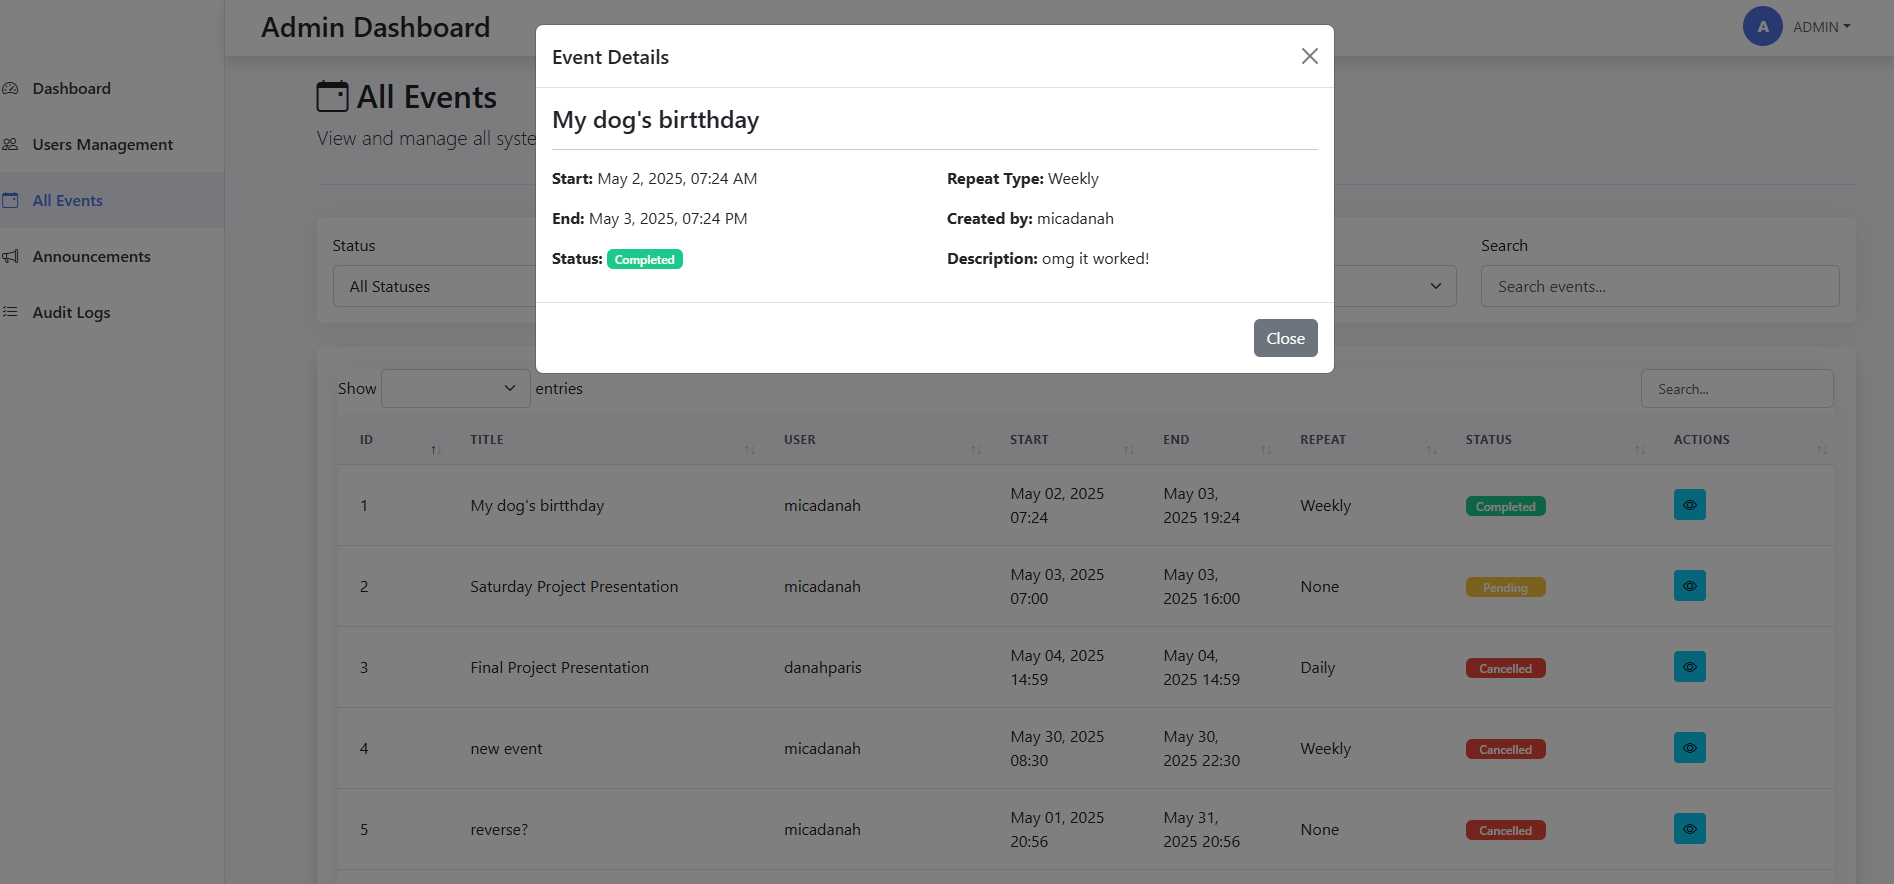 Admin Dashboard
A ADMIN
Dashboard
Users Management
All Events
Announcements
Audit Logs
All Events
View and manage all syste
Status
All Statuses
Search
Search events...
Event Details
My dog's birtthday
Start: May 2, 2025, 07:24 AM
Repeat Type: Weekly
End: May 3, 2025, 07:24 PM
Created by: micadanah
Status: Completed
Description: omg it worked!
Close
Show entries
Search...
ID TITLE USER START END REPEAT STATUS ACTIONS
1 My dog's birtthday micadanah May 02, 2025 07:24 May 03, 2025 19:24 Weekly Completed
2 Saturday Project Presentation micadanah May 03, 2025 07:00 May 03, 2025 16:00 None Pending
3 Final Project Presentation danahparis May 04, 2025 14:59 May 04, 2025 14:59 Daily Cancelled
4 new event micadanah May 30, 2025 08:30 May 30, 2025 22:30 Weekly Cancelled
5 reverse? micadanah May 01, 2025 20:56 May 31, 2025 20:56 None Cancelled